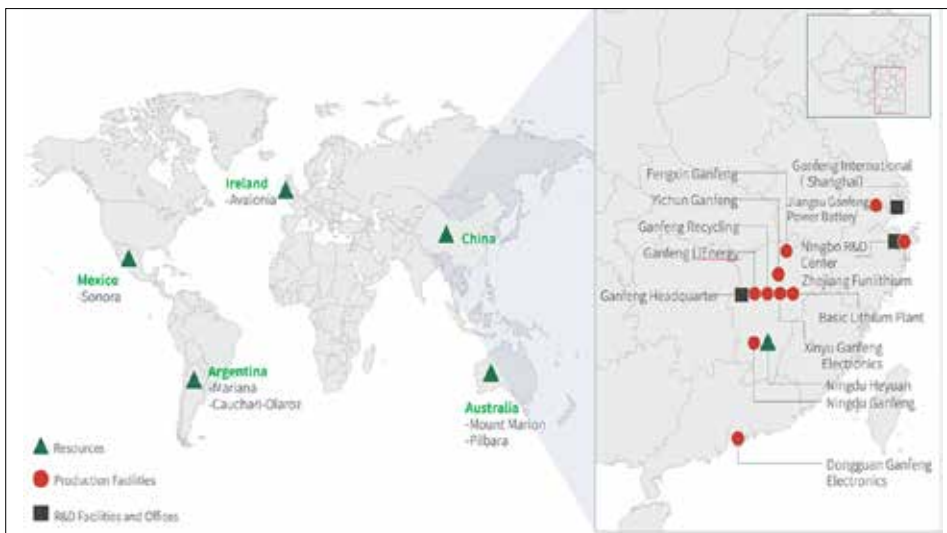 Ireland
-Avalonia
China
Mexico
-Sonora
Argentina
-Mariana
-Cauchari-Olaroz
Australia
-Mount Marion
-Pilbara
Resources
Production Facilities
R&D Facilities and Offices
Fengxin Ganfeng
Yichun Ganfeng
Ganfeng Recycling
Ganfeng LiEnergy
Ganfeng Headquarter
Ganfeng International
( Shanghai)
Jiangsu Ganfeng
Power Battery
Ningbo R&D
Center
Zhejiang Funlithium
Basic Lithium Plant
Xinyu Ganfeng
Electronics
Ningdu Heyuan
Ningdu Ganfeng
Dongguan Ganfeng
Electronics